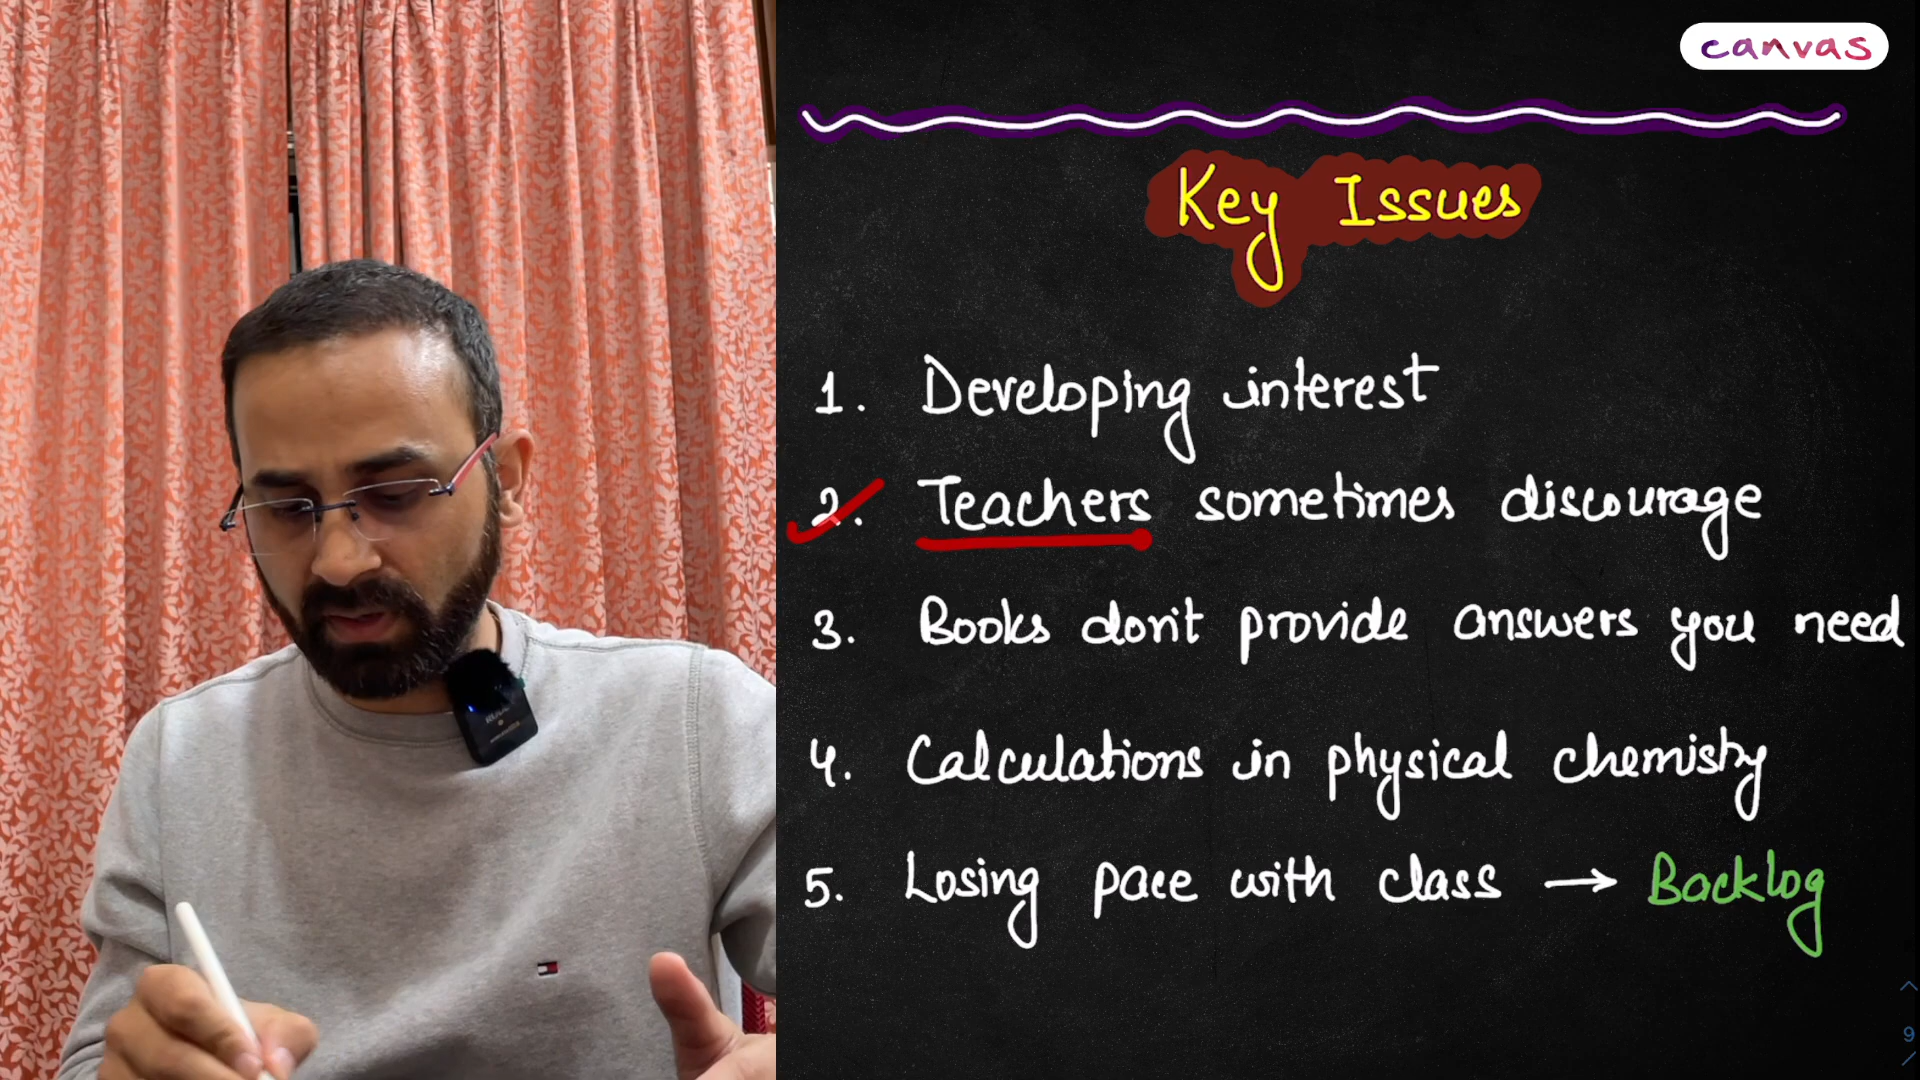 canvas
Key Issues
1. Developing interest
2. Teachers sometimes discourage
3. Books don't provide answers you need
4. Calculations in physical chemistry
5. Losing pace with class → Backlog
9